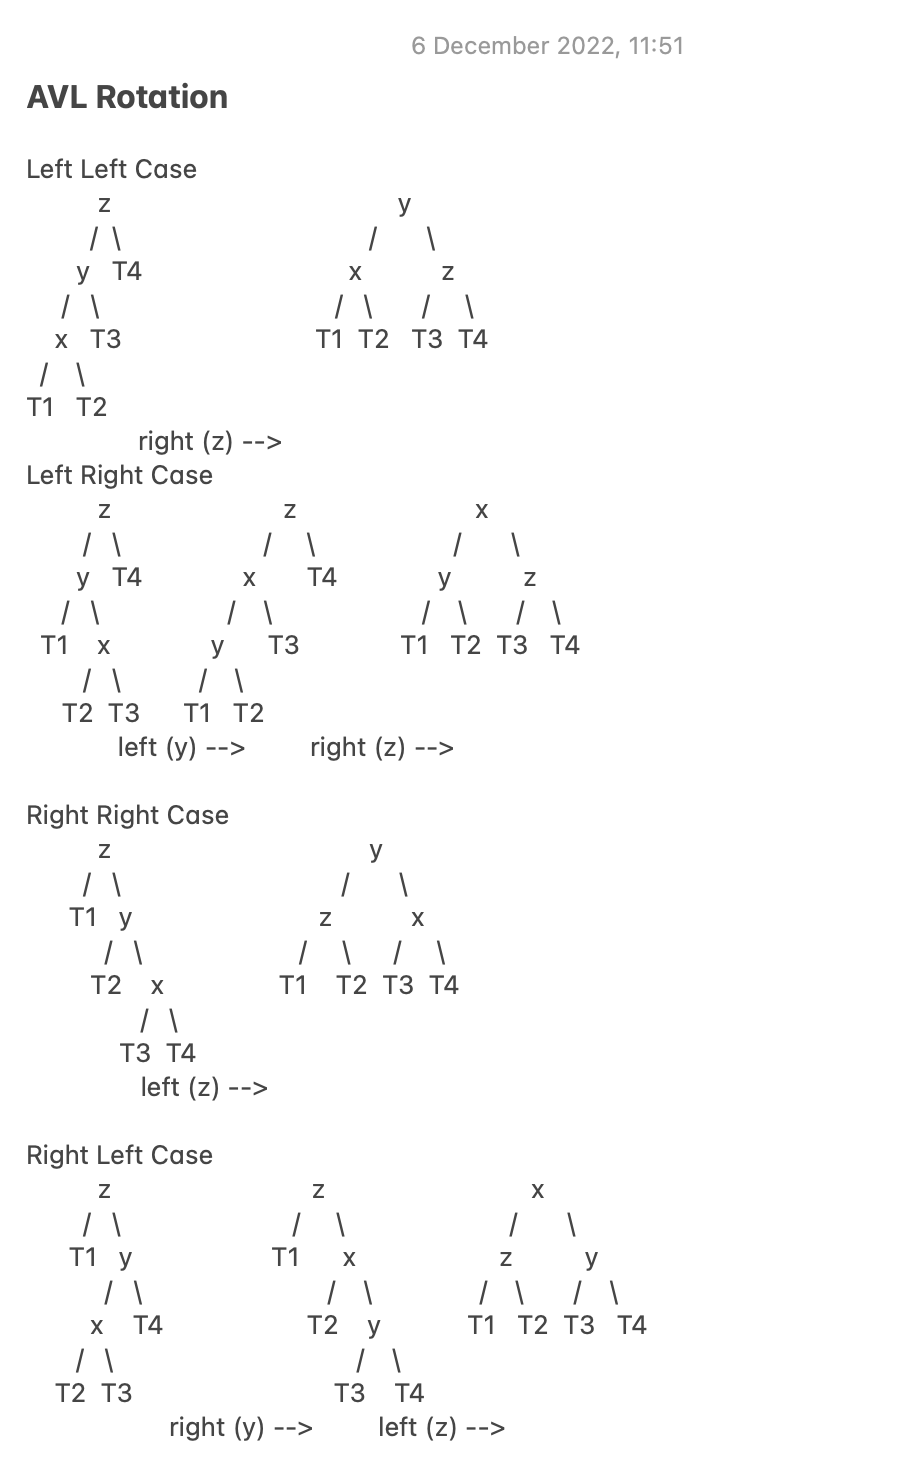 6 December 2022, 11:51
AVL Rotation
Left Left Case
z y
/ \ / \
y T4 x z
/ \ / \ / \
x T3 T1 T2 T3 T4
/ \
T1 T2
right (z) -->
Left Right Case
z z x
/ \ / \ / \
y T4 x T4 y z
/ \ / \ / \ / \
T1 x y T3 T1 T2 T3 T4
/ \ / \
T2 T3 T1 T2
left (y) --> right (z) -->
Right Right Case
z y
/ \ / \
T1 y z x
/ \ / \ / \
T2 x T1 T2 T3 T4
/ \
T3 T4
left (z) -->
Right Left Case
z z x
/ \ / \ / \
T1 y T1 x z y
/ \ / \ / \ / \
x T4 T2 y T1 T2 T3 T4
/ \ / \
T2 T3 T3 T4
right (y) --> left (z) -->